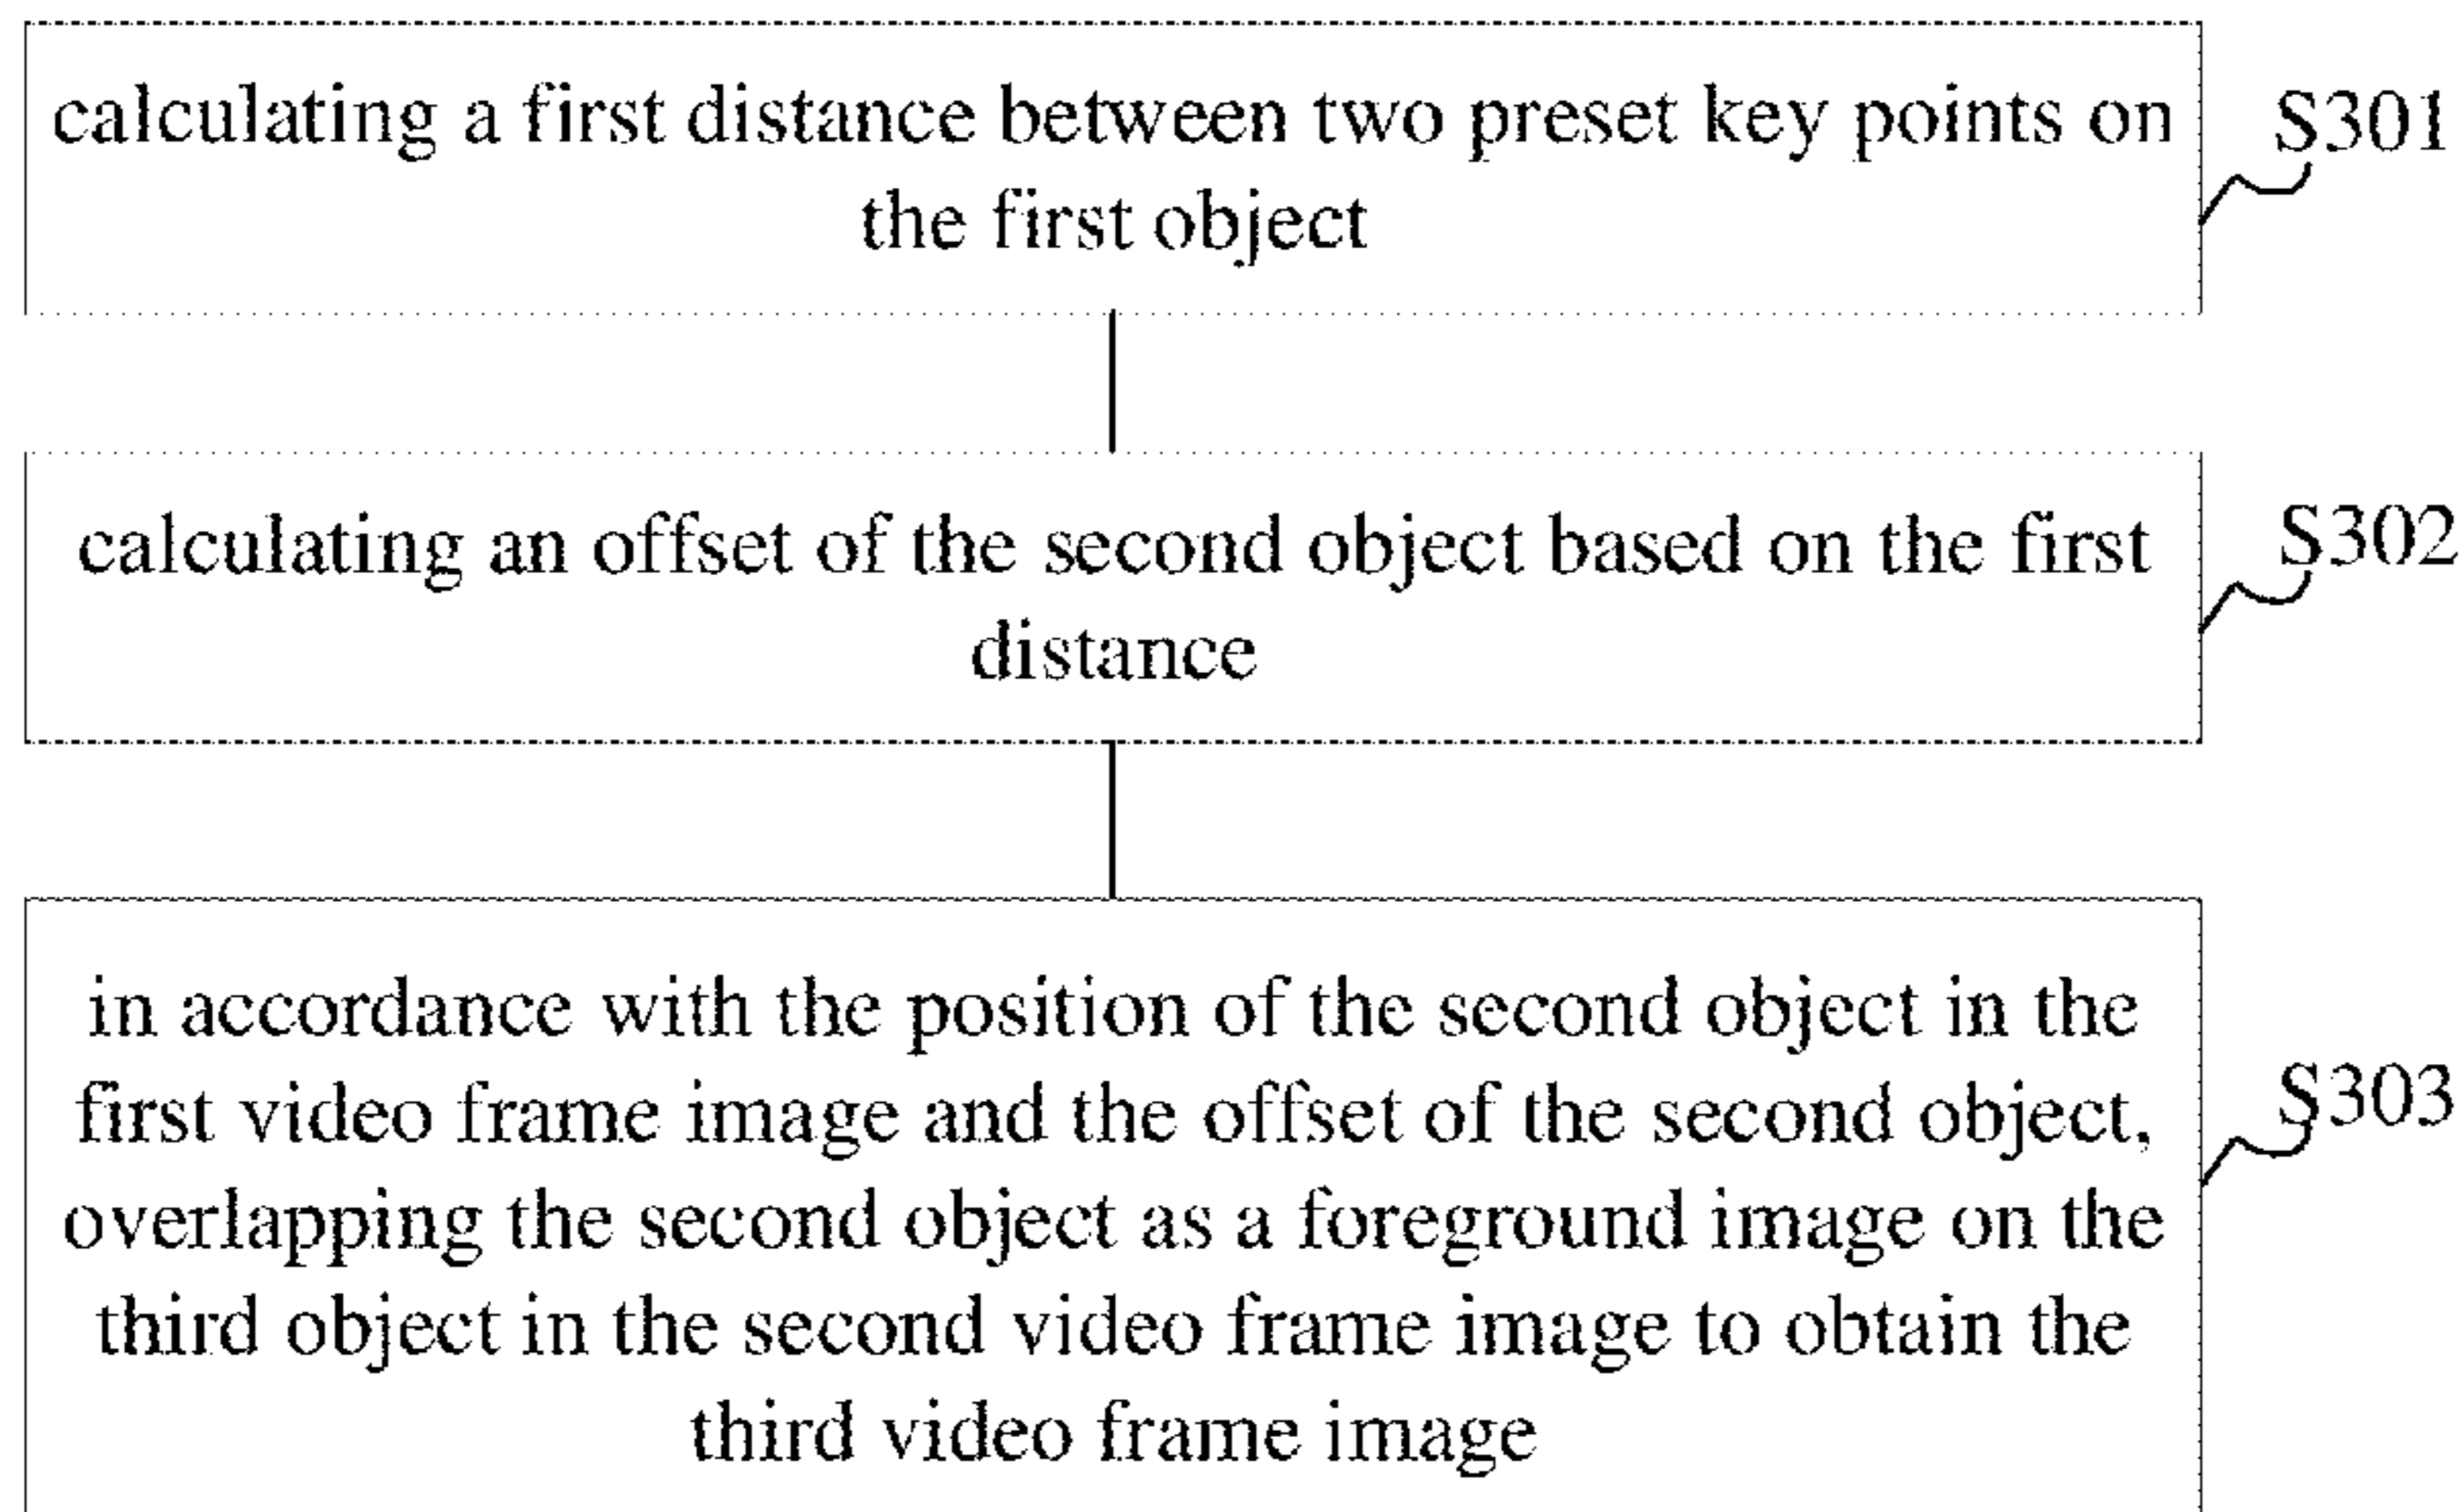 calculating a first distance between two preset key points on
the first object
S301
calculating an offset of the second object based on the first
distance
S302
in accordance with the position of the second object in the
first video frame image and the offset of the second object,
overlapping the second object as a foreground image on the
third object in the second video frame image to obtain the
third video frame image
S303